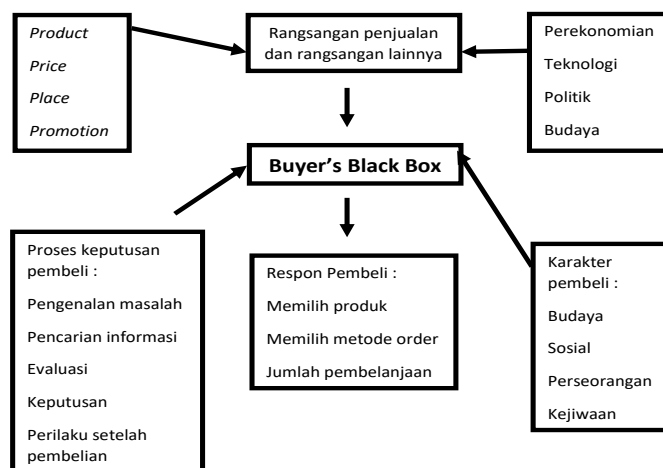 Product
Price
Place
Promotion
Rangsangan penjualan
dan rangsangan lainnya
Perekonomian
Teknologi
Politik
Budaya
Buyer’s Black Box
Proses keputusan
pembeli :
Pengenalan masalah
Pencarian informasi
Evaluasi
Keputusan
Perilaku setelah
pembelian
Respon Pembeli :
Memilih produk
Memilih metode order
Jumlah pembelanjaan
Karakter
pembeli :
Budaya
Sosial
Perseorangan
Kejiwaan